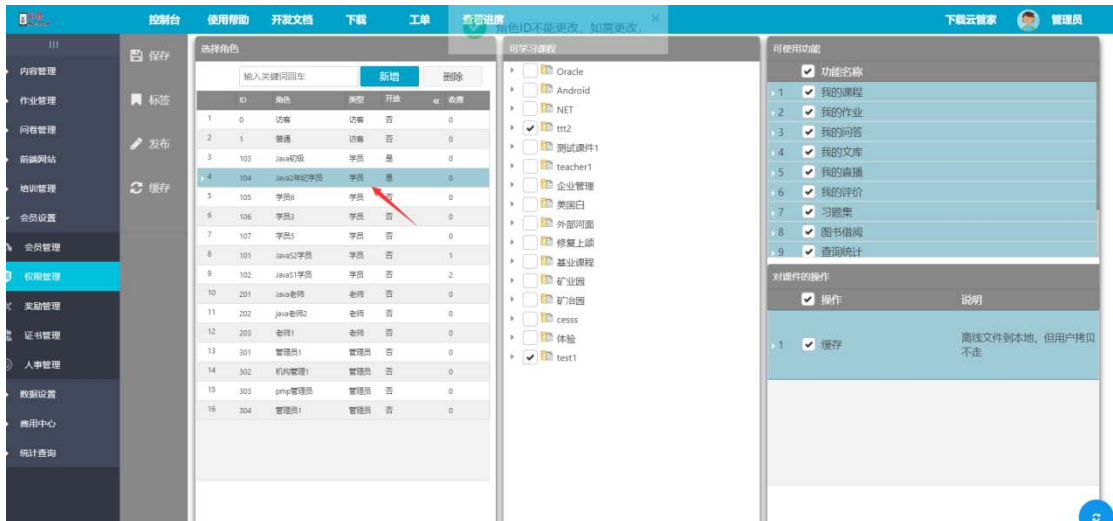 控制台 使用帮助 开发文档 下载 工单 查看进度 下载云管家 管理员
角色ID不能更改，如需更改，
内容管理
作业管理
问卷管理
前端网站
培训管理
会员设置
会员管理
权限管理
奖励管理
证书管理
人事管理
数据设置
费用中心
统计查询
保存
标签
发布
缓存
选择角色
输入关键词回车 新增 删除
ID 角色 类型 开放 « 收费
1 0 访客 访客 否 0
2 1 普通 访客 否 0
3 103 Java初级 学员 是 0
4 104 Java2年纪学员 学员 是 0
5 105 学员6 学员 否 0
6 106 学员3 学员 否 0
7 107 学员5 学员 否 0
8 101 JavaS2学员 学员 否 1
9 102 JavaS1学员 学员 否 2
10 201 Java老师 老师 否 0
11 202 java老师2 老师 否 0
12 203 老师1 老师 否 0
13 301 管理员1 管理员 否 0
14 302 机构管理1 管理员 否 0
15 303 pmp管理员 管理员 否 0
16 304 管理员1 管理员 否 0
可学习课程
Oracle
Android
NET
ttt2
测试课件1
teacher1
企业管理
美国白
外部河面
修复上颌
基业课程
矿业园
矿冶园
cesss
体验
test1
可使用功能
功能名称
1 我的课程
2 我的作业
3 我的问答
4 我的文库
5 我的直播
6 我的评价
7 习题集
8 图书借阅
9 查询统计
对课件的操作
操作 说明
1 缓存 离线文件到本地，但用户拷贝
不走